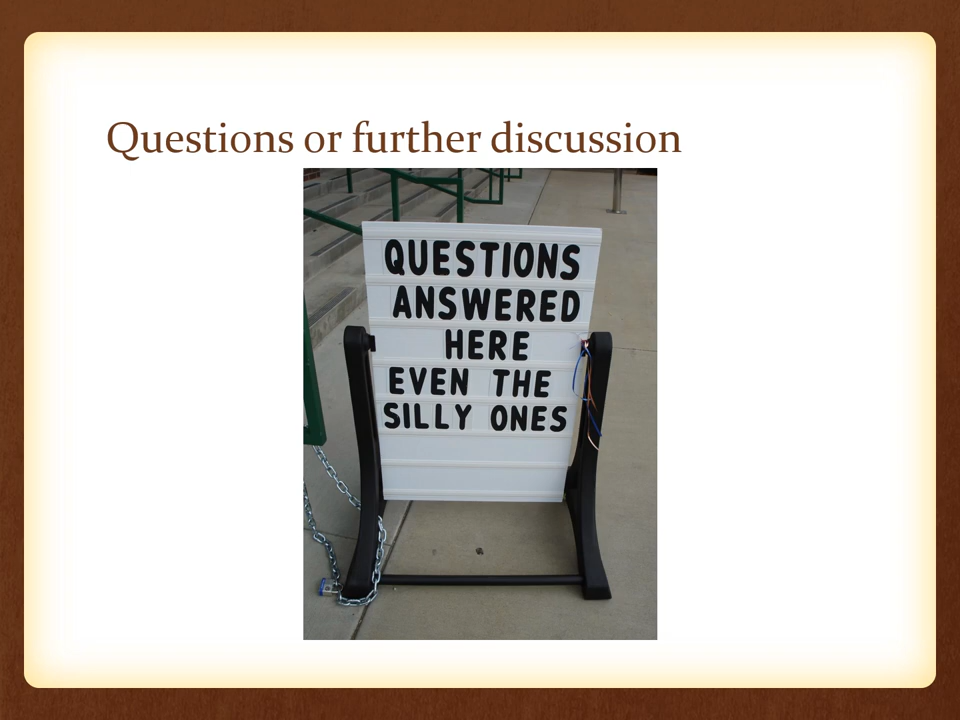 Questions or further discussion
QUESTIONS
ANSWERED
HERE
EVEN THE
SILLY ONES